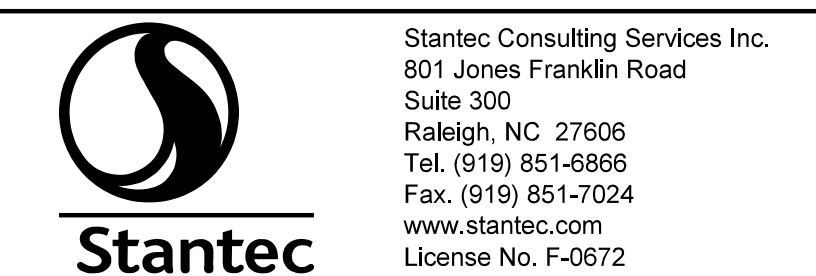 Stantec
Stantec Consulting Services Inc.
801 Jones Franklin Road
Suite 300
Raleigh, NC  27606
Tel. (919) 851-6866
Fax. (919) 851-7024
www.stantec.com
License No. F-0672